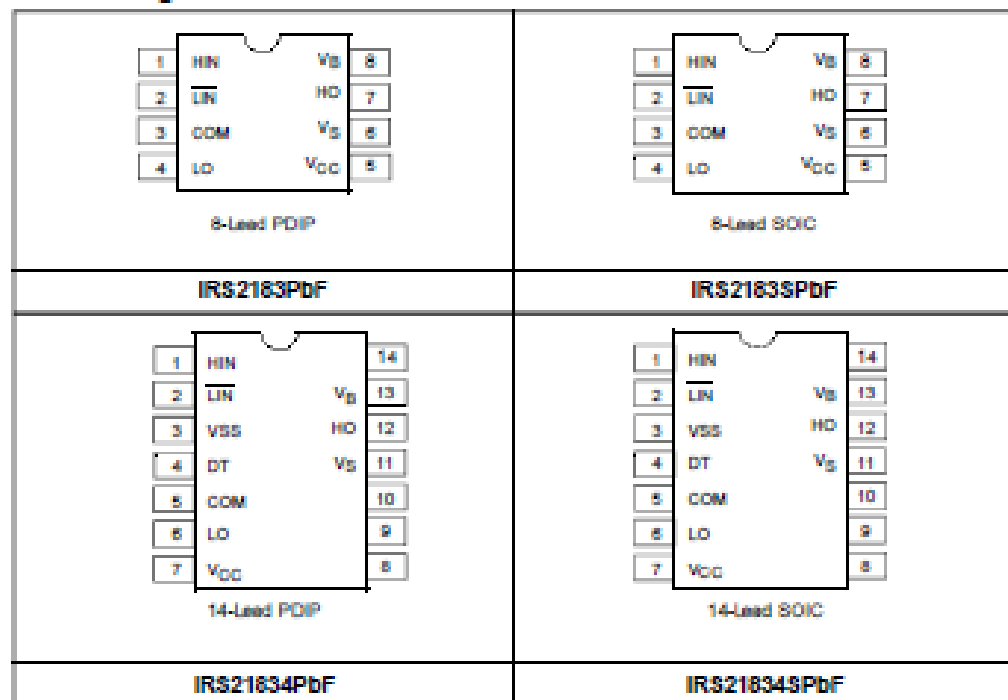 1 HIN VB 8
2 LIN HO 7
3 COM VS 6
4 LO VCC 5
8-Lead PDIP
IRS2183PbF
1 HIN VB 8
2 LIN HO 7
3 COM VS 6
4 LO VCC 5
8-Lead SOIC
IRS2183SPbF
1 HIN 14
2 LIN VB 13
3 VSS HO 12
4 DT VS 11
5 COM 10
6 LO 9
7 VCC 8
14-Lead PDIP
IRS21834PbF
1 HIN 14
2 LIN VB 13
3 VSS HO 12
4 DT VS 11
5 COM 10
6 LO 9
7 VCC 8
14-Lead SOIC
IRS21834SPbF